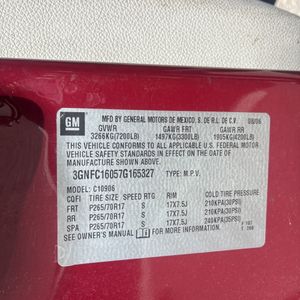 GM
MFD BY GENERAL MOTORS DE MEXICO, S. DE R.L. DE C.V. 08/06
GVWR GAWR FRT GAWR RR
3266KG(7200LB) 1497KG(3300LB) 1905KG(4200LB)
THIS VEHICLE CONFORMS TO ALL APPLICABLE U.S. FEDERAL MOTOR
VEHICLE SAFETY AND THEFT PREVENTION STANDARDS IN EFFECT ON THE DATE OF
MANUFACTURE SHOWN ABOVE.
3GNFC16057G165327 TYPE: M.P.V.
MODEL: C10906
TIRE SIZE SPEED RTG RIM COLD TIRE PRESSURE
FRT P265/70R17 S 17X7.5J 210KPA(30PSI)
RR P265/70R17 S 17X7.5J 210KPA(30PSI)
SPA P265/70R17 S 17X7.5J 240KPA(35PSI)
SEE OWNER'S MANUAL FOR ADDITIONAL INFORMATION.